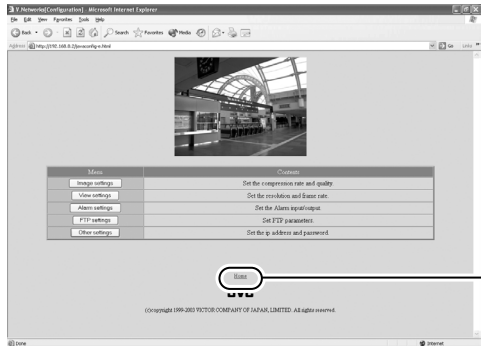 V.Networks[Configuration] - Microsoft Internet Explorer
File Edit View Favorites Tools Help
Back Search Favorites Media
Address http://192.168.0.2/javaconfig-e.html Go Links
Menu Contents
Image settings Set the compression rate and quality.
View settings Set the resolution and frame rate.
Alarm settings Set the Alarm input/output
FTP settings Set FTP parameters.
Other settings Set the ip address and password.
Home
JVC
(c)copyright 1999-2003 VICTOR COMPANY OF JAPAN, LIMITED. All rights reserved.
Done Internet